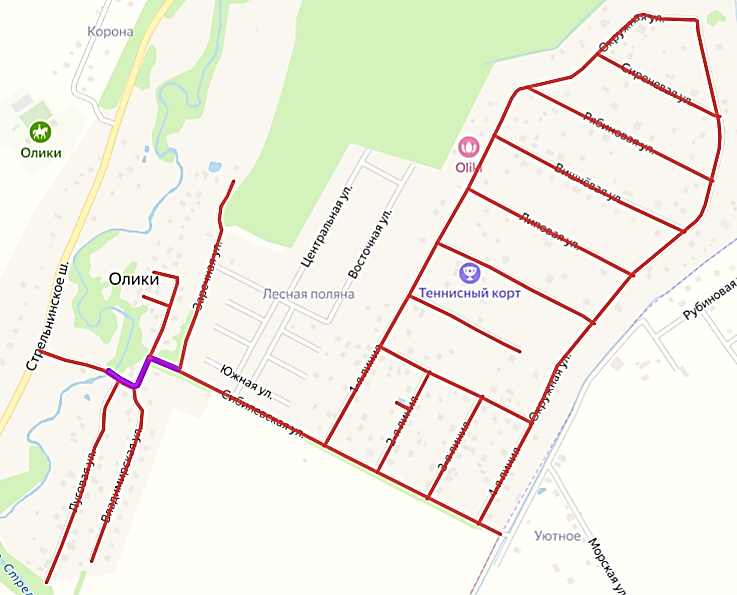 Корона
Окружная ул.
Сиреневая ул.
Олики
Рябиновая ул.
Oliki
Вишнёвая ул.
Центральная ул.
Восточная ул.
Липовая ул.
Стрельнинское ш.
Олики
Заречная ул.
Лесная поляна
Теннисный корт
Рубиновая
Южная ул.
1-я линия
Окружная ул.
Сибилевская ул.
2-я линия
3-я линия
4-я линия
Луговая ул.
Владимирская ул.
Уютное
Морская ул